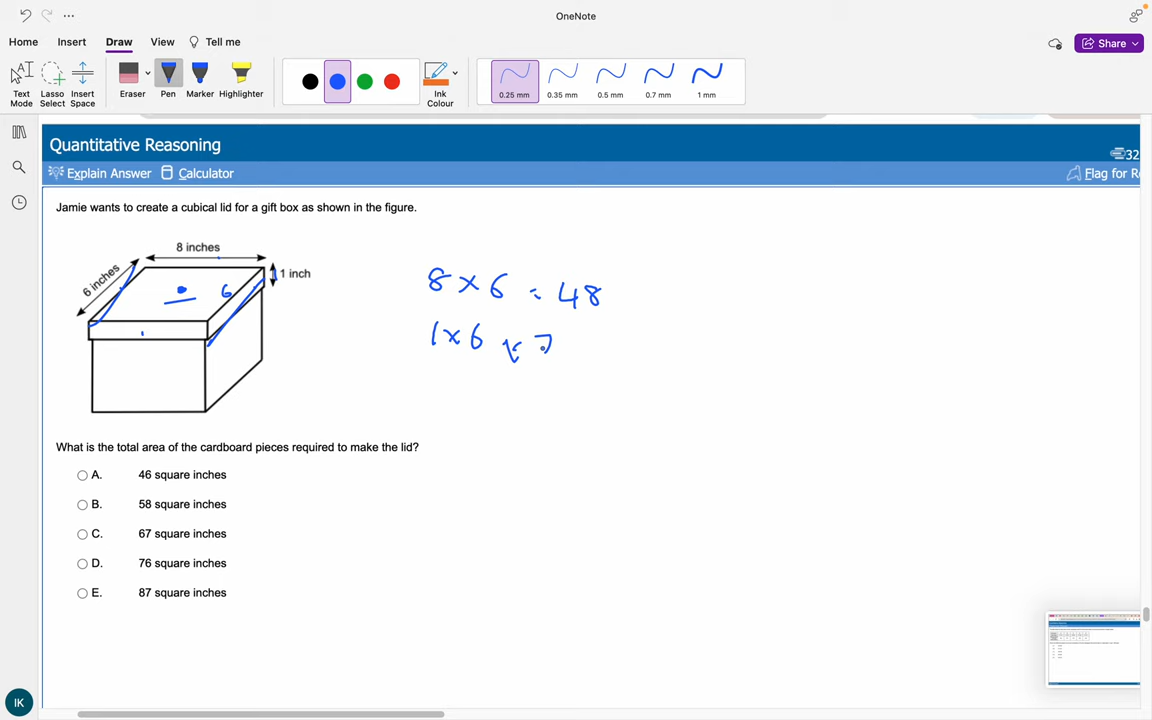 OneNote
Home Insert Draw View Tell me
Share
Text Mode
Lasso Select
Insert Space
Eraser
Pen
Marker
Highlighter
Ink Colour
0.25 mm
0.35 mm
0.5 mm
0.7 mm
1 mm
Quantitative Reasoning
32
Explain Answer Calculator
Flag for R
Jamie wants to create a cubical lid for a gift box as shown in the figure.
8 inches
6 inches
1 inch
6
8 × 6 = 48
1 × 6
What is the total area of the cardboard pieces required to make the lid?
A. 46 square inches
B. 58 square inches
C. 67 square inches
D. 76 square inches
E. 87 square inches
IK